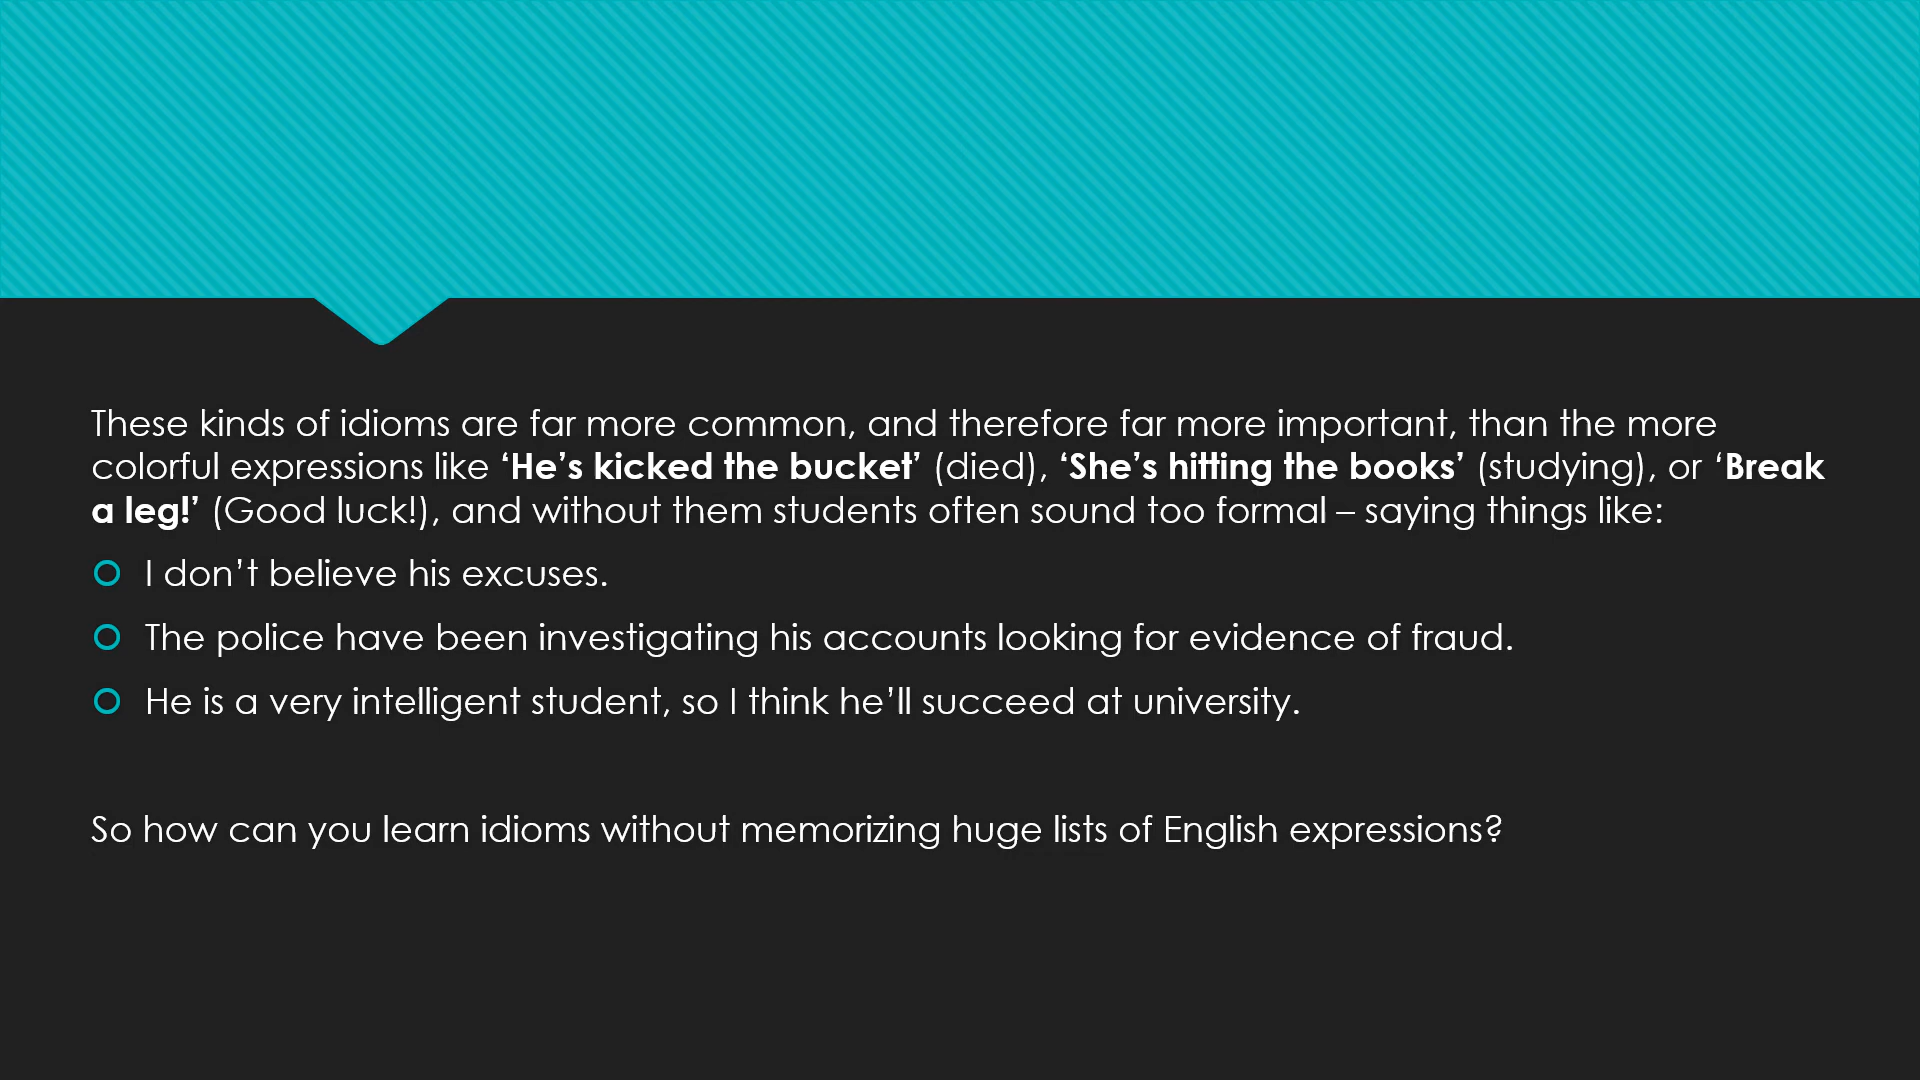 These kinds of idioms are far more common, and therefore far more important, than the more
colorful expressions like ‘He’s kicked the bucket’ (died), ‘She’s hitting the books’ (studying), or ‘Break
a leg!’ (Good luck!), and without them students often sound too formal – saying things like:
I don’t believe his excuses.
The police have been investigating his accounts looking for evidence of fraud.
He is a very intelligent student, so I think he’ll succeed at university.
So how can you learn idioms without memorizing huge lists of English expressions?